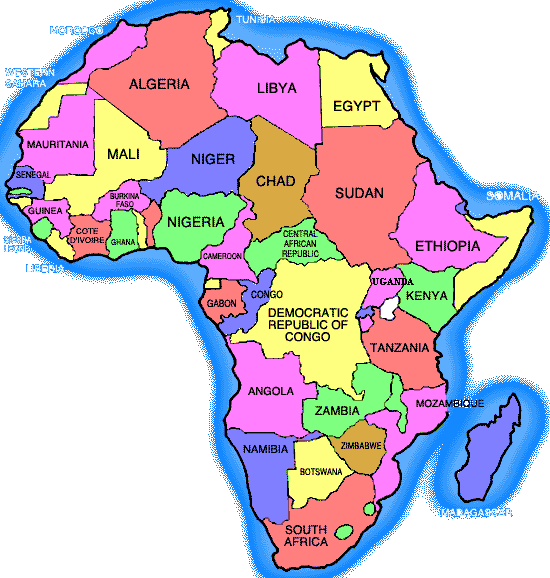 TUNISIA
MOROCCO
ALGERIA
LIBYA
WESTERN
SAHARA
EGYPT
MAURITANIA
MALI
NIGER
SENEGAL
CHAD
SUDAN
BURKINA
FASO
SOMALIA
GUINEA
NIGERIA
COTE
D'IVOIRE
GHANA
CENTRAL
AFRICAN
REPUBLIC
ETHIOPIA
SIERRA
LEONE
LIBERIA
CAMEROON
UGANDA
KENYA
CONGO
GABON
DEMOCRATIC
REPUBLIC OF
CONGO
TANZANIA
ANGOLA
ZAMBIA
MOZAMBIQUE
NAMIBIA
ZIMBABWE
BOTSWANA
MADAGASCAR
SOUTH
AFRICA